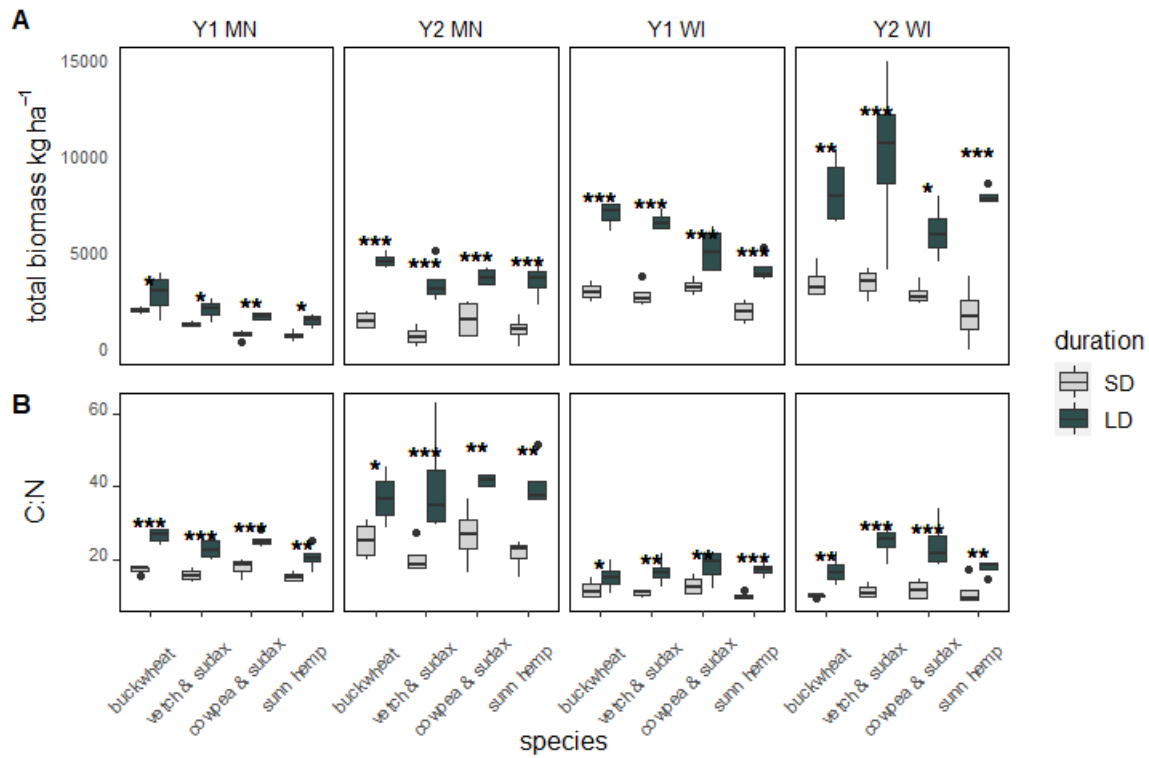 A
Y1 MN
Y2 MN
Y1 WI
Y2 WI
total biomass kg ha⁻¹
15000
10000
5000
0
* * ** *
*** *** *** ***
*** *** *** ***
** *** * ***
duration
SD
LD
B
C:N
60
40
20
*** *** *** **
* *** ** **
* ** ** ***
** *** *** **
buckwheat
vetch & sudax
cowpea & sudax
sunn hemp
buckwheat
vetch & sudax
cowpea & sudax
sunn hemp
buckwheat
vetch & sudax
cowpea & sudax
sunn hemp
buckwheat
vetch & sudax
cowpea & sudax
sunn hemp
species